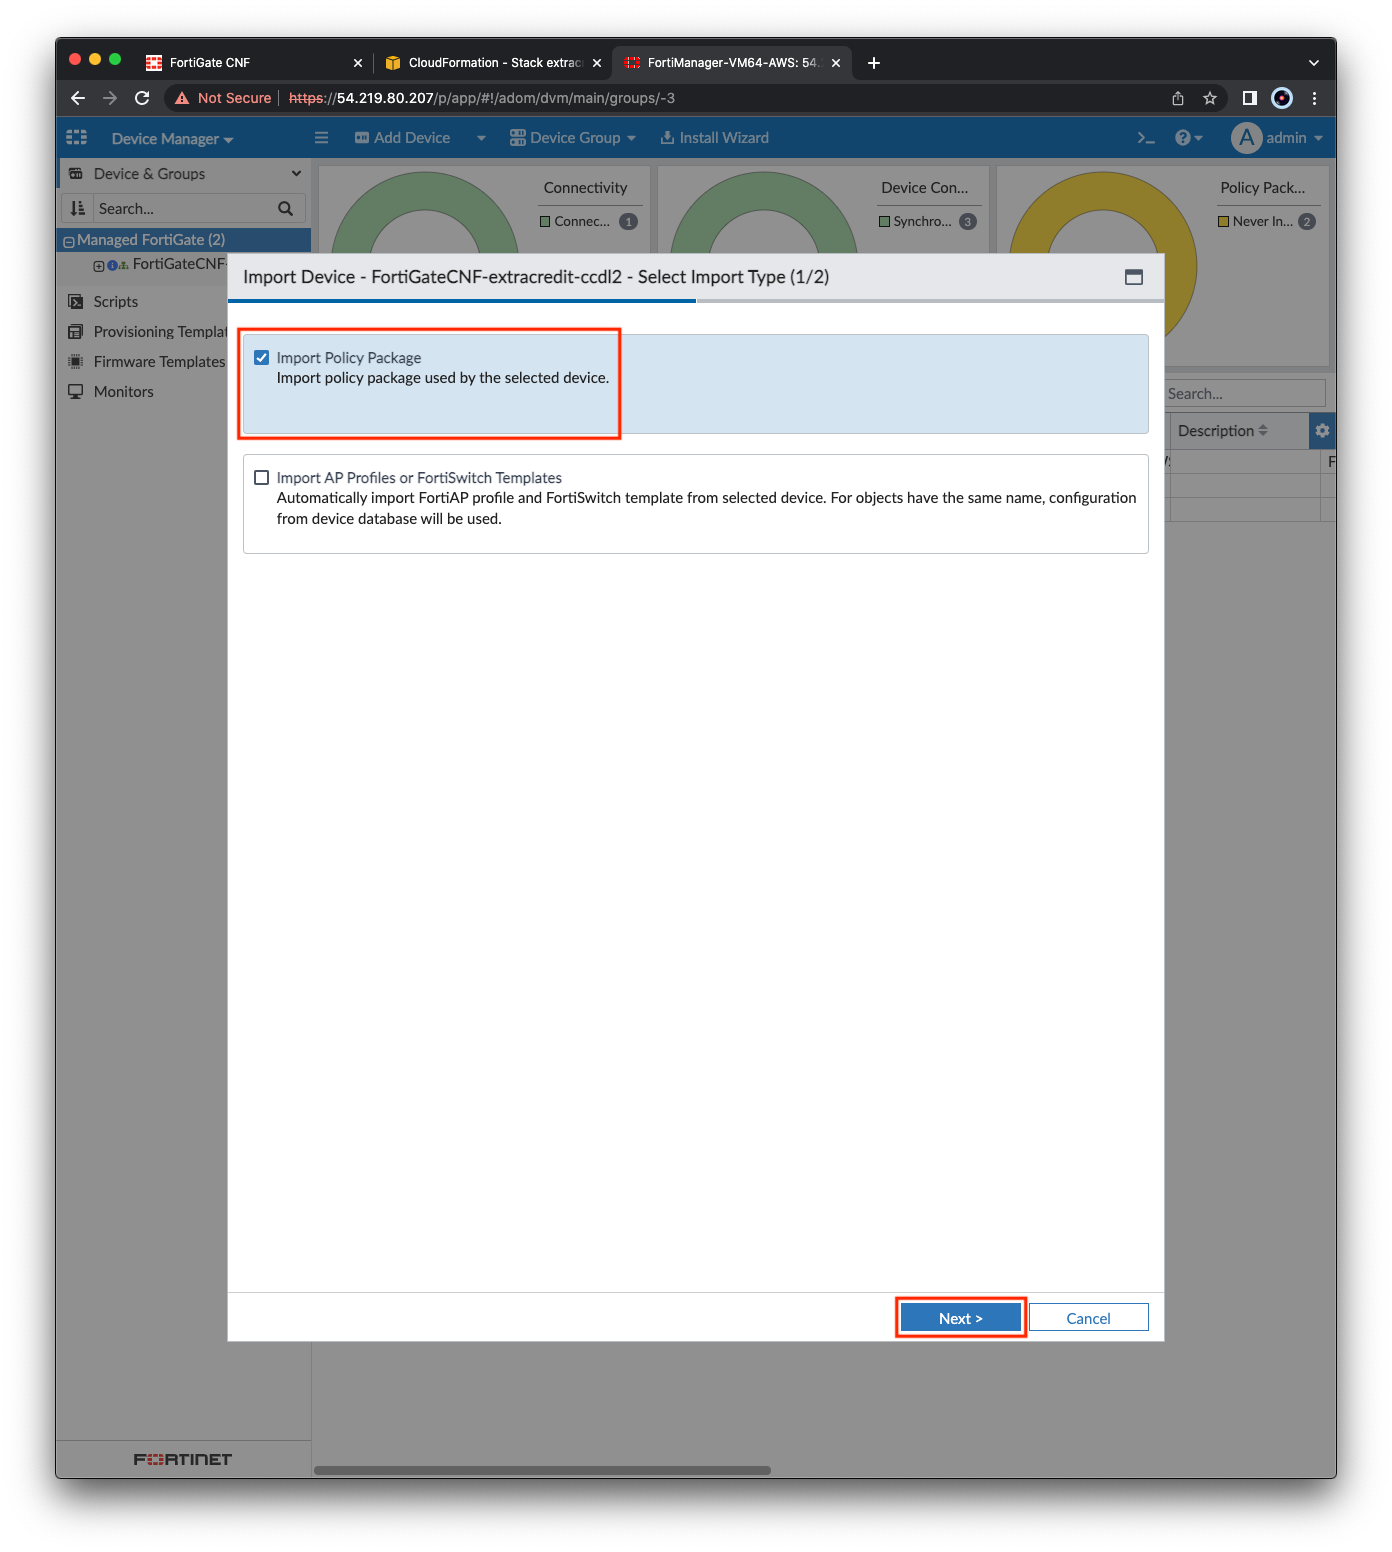 FortiGate CNF
CloudFormation - Stack extrac
FortiManager-VM64-AWS: 54.
Not Secure
https://54.219.80.207/p/app/#!/adom/dvm/main/groups/-3
Device Manager
Add Device
Device Group
Install Wizard
A
admin
Device & Groups
Search...
Managed FortiGate (2)
FortiGateCNF-
Scripts
Provisioning Templat
Firmware Templates
Monitors
Connectivity
Connec... 1
Device Con...
Synchro... 3
Policy Pack...
Never In... 2
Search...
Description
F
Import Device - FortiGateCNF-extracredit-ccdl2 - Select Import Type (1/2)
Import Policy Package
Import policy package used by the selected device.
Import AP Profiles or FortiSwitch Templates
Automatically import FortiAP profile and FortiSwitch template from selected device. For objects have the same name, configuration
from device database will be used.
Next >
Cancel
FORTINET